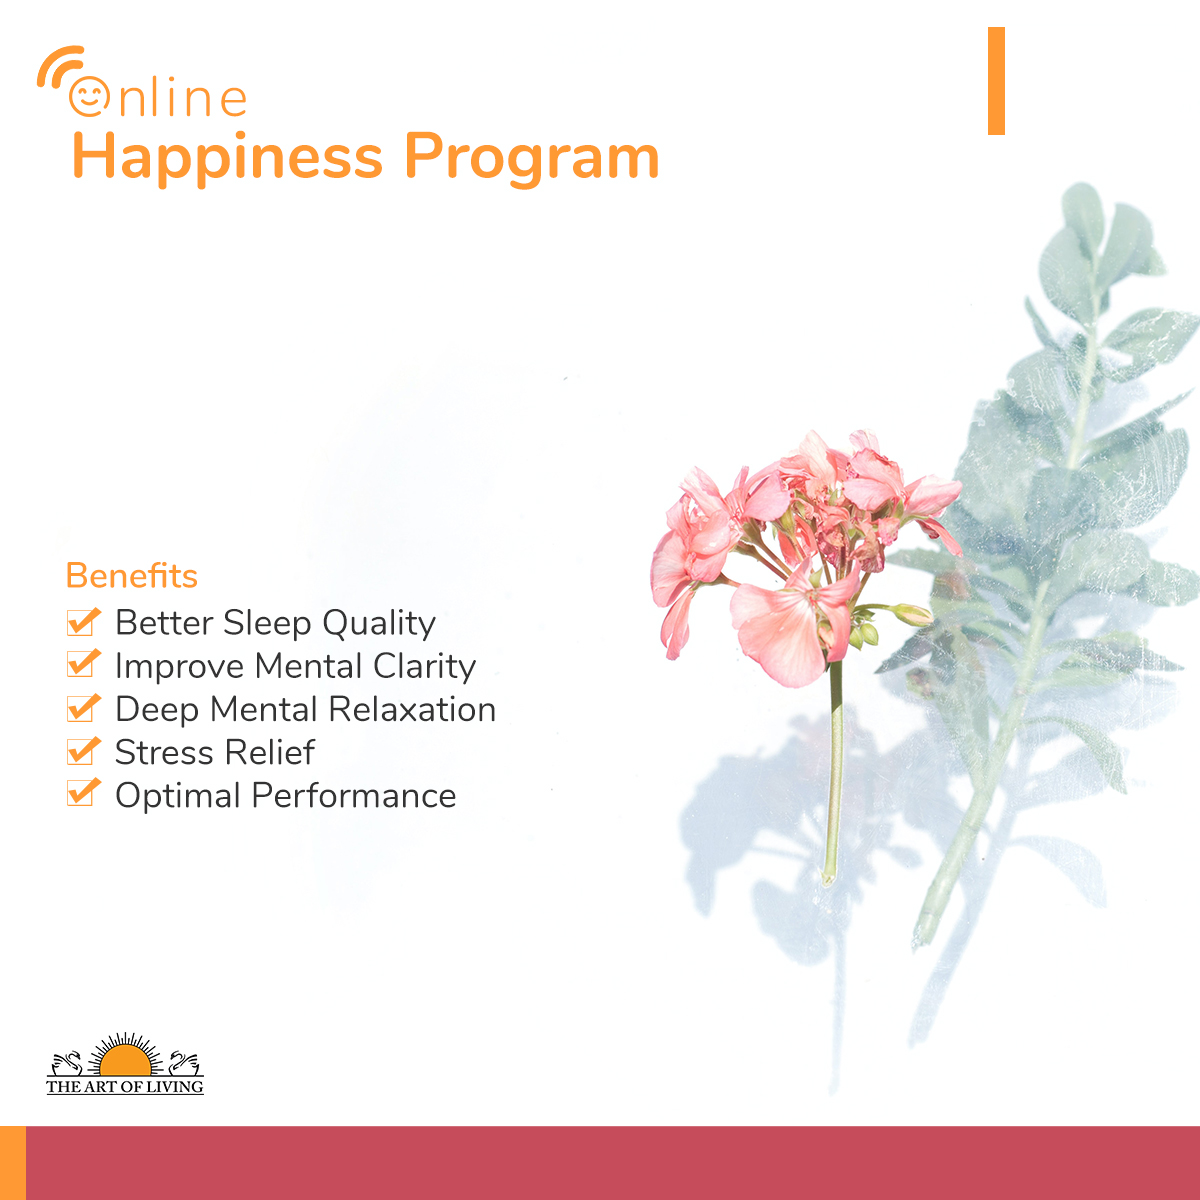 Online
Happiness Program
Benefits
Better Sleep Quality
Improve Mental Clarity
Deep Mental Relaxation
Stress Relief
Optimal Performance
THE ART OF LIVING